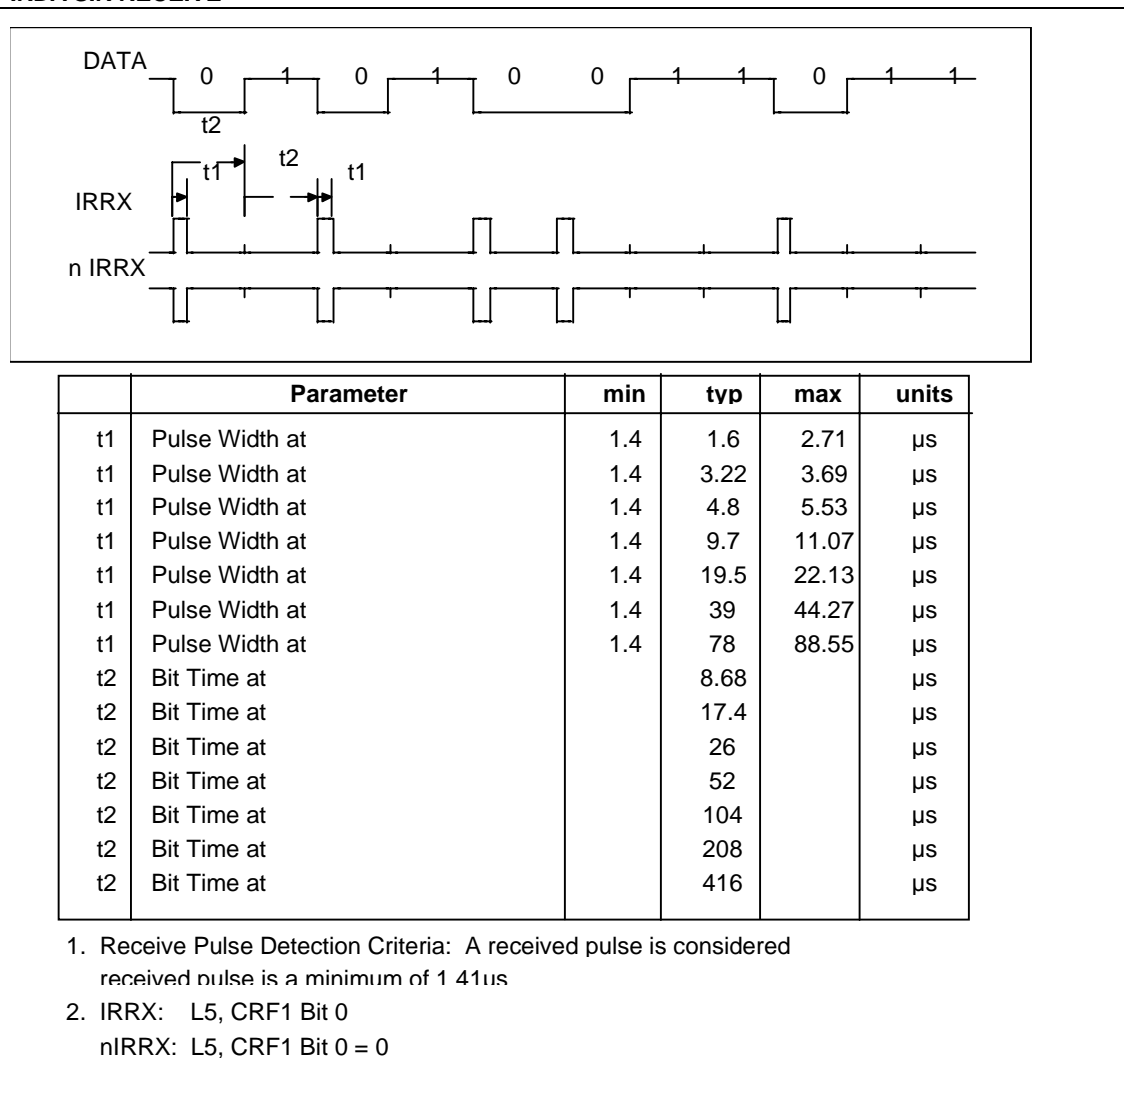 DATA 0 1 0 1 0 0 1 1 0 1 1
t2
t2
t1 t1
IRRX
n IRRX
Parameter min typ max units
t1 Pulse Width at 1.4 1.6 2.71 µs
t1 Pulse Width at 1.4 3.22 3.69 µs
t1 Pulse Width at 1.4 4.8 5.53 µs
t1 Pulse Width at 1.4 9.7 11.07 µs
t1 Pulse Width at 1.4 19.5 22.13 µs
t1 Pulse Width at 1.4 39 44.27 µs
t1 Pulse Width at 1.4 78 88.55 µs
t2 Bit Time at 8.68 µs
t2 Bit Time at 17.4 µs
t2 Bit Time at 26 µs
t2 Bit Time at 52 µs
t2 Bit Time at 104 µs
t2 Bit Time at 208 µs
t2 Bit Time at 416 µs
1. Receive Pulse Detection Criteria: A received pulse is considered
received pulse is a minimum of 1.41µs
2. IRRX: L5, CRF1 Bit 0
nIRRX: L5, CRF1 Bit 0 = 0